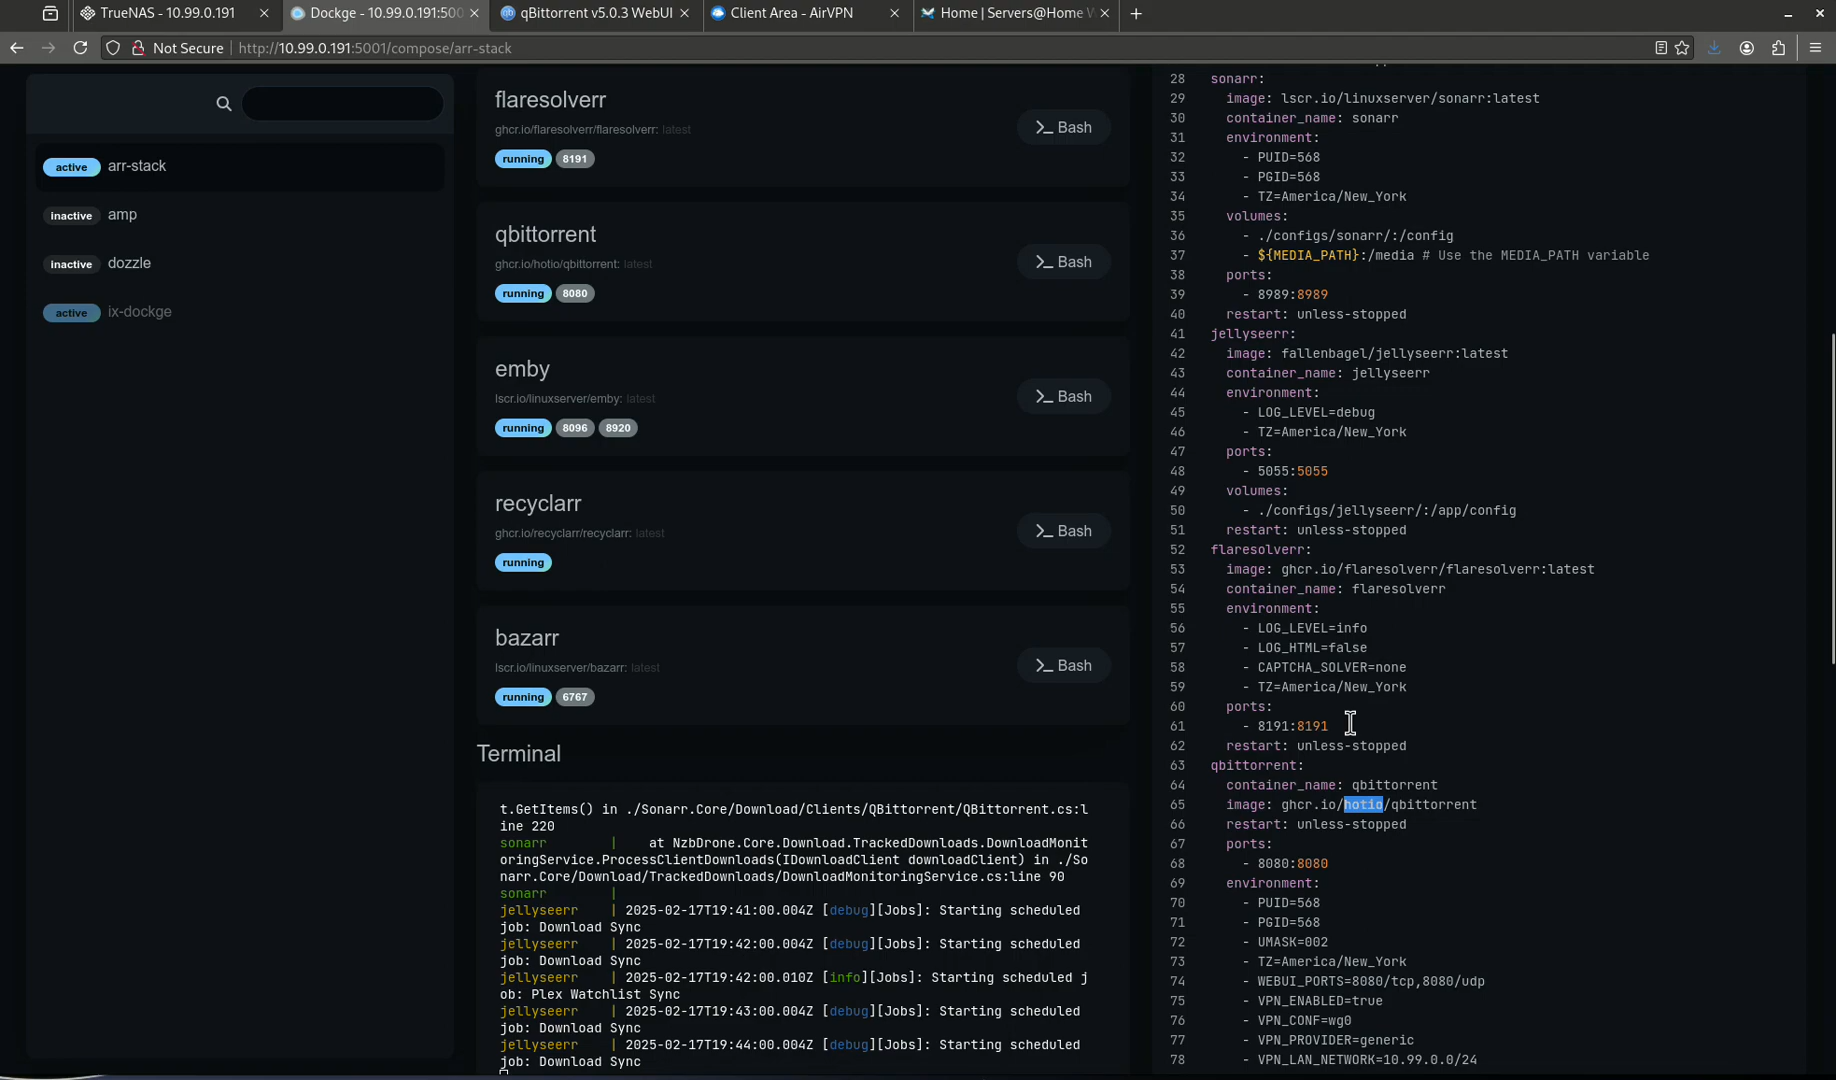 TrueNAS - 10.99.0.191
Dockge - 10.99.0.191:500
qBittorrent v5.0.3 WebUI
Client Area - AirVPN
Home | Servers@Home W
Not Secure
http://10.99.0.191:5001/compose/arr-stack
active arr-stack
inactive amp
inactive dozzle
active ix-dockge
flaresolverr
ghcr.io/flaresolverr/flaresolverr: latest
running 8191
>_ Bash
qbittorrent
ghcr.io/hotio/qbittorrent: latest
running 8080
>_ Bash
emby
lscr.io/linuxserver/emby: latest
running 8096 8920
>_ Bash
recyclarr
ghcr.io/recyclarr/recyclarr: latest
running
>_ Bash
bazarr
lscr.io/linuxserver/bazarr: latest
running 6767
>_ Bash
Terminal
t.GetItems() in ./Sonarr.Core/Download/Clients/QBittorrent/QBittorrent.cs:l
ine 220
sonarr | at NzbDrone.Core.Download.TrackedDownloads.DownloadMonit
oringService.ProcessClientDownloads(IDownloadClient downloadClient) in ./So
narr.Core/Download/TrackedDownloads/DownloadMonitoringService.cs:line 90
sonarr |
jellyseerr | 2025-02-17T19:41:00.004Z [debug][Jobs]: Starting scheduled
job: Download Sync
jellyseerr | 2025-02-17T19:42:00.004Z [debug][Jobs]: Starting scheduled
job: Download Sync
jellyseerr | 2025-02-17T19:42:00.010Z [info][Jobs]: Starting scheduled j
ob: Plex Watchlist Sync
jellyseerr | 2025-02-17T19:43:00.004Z [debug][Jobs]: Starting scheduled
job: Download Sync
jellyseerr | 2025-02-17T19:44:00.004Z [debug][Jobs]: Starting scheduled
job: Download Sync
28 sonarr:
29 image: lscr.io/linuxserver/sonarr:latest
30 container_name: sonarr
31 environment:
32 - PUID=568
33 - PGID=568
34 - TZ=America/New_York
35 volumes:
36 - ./configs/sonarr/:/config
37 - ${MEDIA_PATH}:/media # Use the MEDIA_PATH variable
38 ports:
39 - 8989:8989
40 restart: unless-stopped
41 jellyseerr:
42 image: fallenbagel/jellyseerr:latest
43 container_name: jellyseerr
44 environment:
45 - LOG_LEVEL=debug
46 - TZ=America/New_York
47 ports:
48 - 5055:5055
49 volumes:
50 - ./configs/jellyseerr/:/app/config
51 restart: unless-stopped
52 flaresolverr:
53 image: ghcr.io/flaresolverr/flaresolverr:latest
54 container_name: flaresolverr
55 environment:
56 - LOG_LEVEL=info
57 - LOG_HTML=false
58 - CAPTCHA_SOLVER=none
59 - TZ=America/New_York
60 ports:
61 - 8191:8191
62 restart: unless-stopped
63 qbittorrent:
64 container_name: qbittorrent
65 image: ghcr.io/hotio/qbittorrent
66 restart: unless-stopped
67 ports:
68 - 8080:8080
69 environment:
70 - PUID=568
71 - PGID=568
72 - UMASK=002
73 - TZ=America/New_York
74 - WEBUI_PORTS=8080/tcp,8080/udp
75 - VPN_ENABLED=true
76 - VPN_CONF=wg0
77 - VPN_PROVIDER=generic
78 - VPN_LAN_NETWORK=10.99.0.0/24